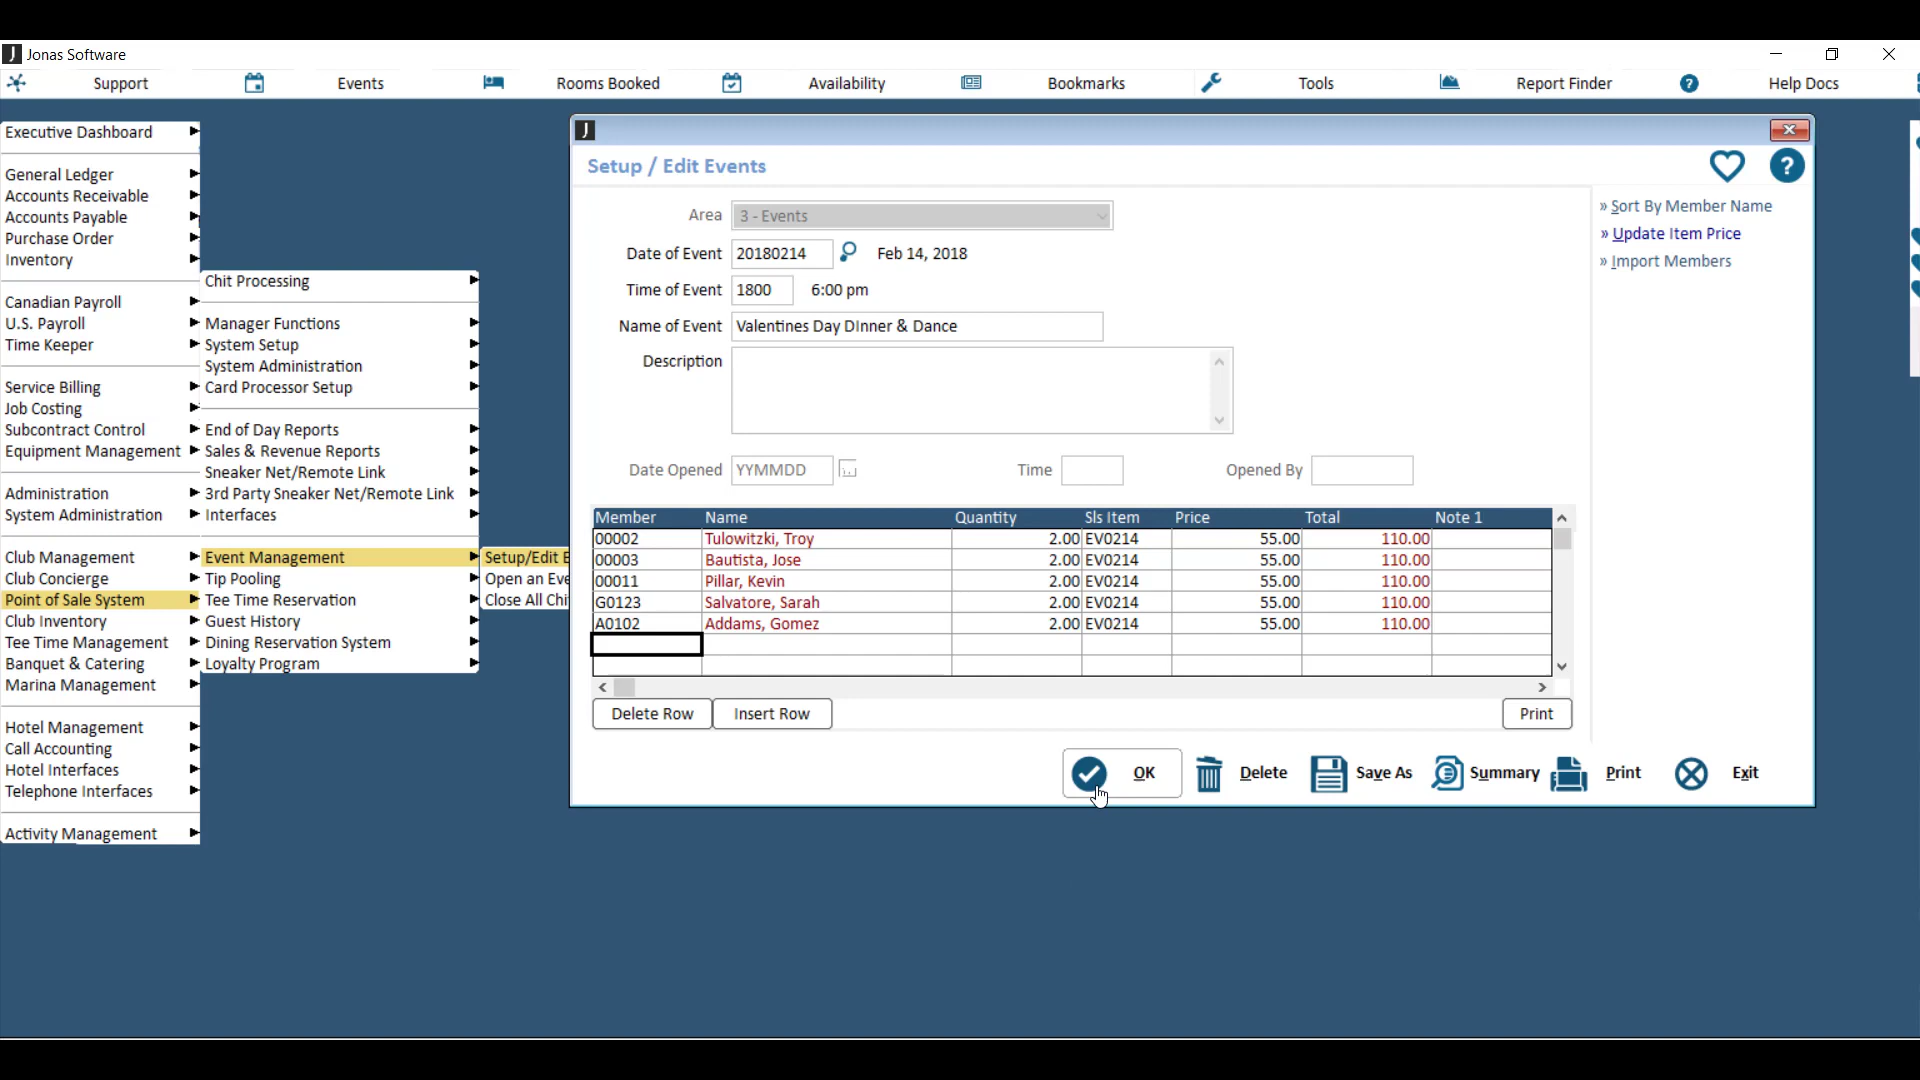 J Jonas Software
Support Events Rooms Booked Availability Bookmarks Tools Report Finder ? Help Docs
Executive Dashboard
General Ledger
Accounts Receivable
Accounts Payable
Purchase Order
Inventory
Canadian Payroll
U.S. Payroll
Time Keeper
Service Billing
Job Costing
Subcontract Control
Equipment Management
Administration
System Administration
Club Management
Club Concierge
Point of Sale System
Club Inventory
Tee Time Management
Banquet & Catering
Marina Management
Hotel Management
Call Accounting
Hotel Interfaces
Telephone Interfaces
Activity Management
Chit Processing
Manager Functions
System Setup
System Administration
Card Processor Setup
End of Day Reports
Sales & Revenue Reports
Sneaker Net/Remote Link
3rd Party Sneaker Net/Remote Link
Interfaces
Event Management
Tip Pooling
Tee Time Reservation
Guest History
Dining Reservation System
Loyalty Program
Setup/Edit E
Open an Eve
Close All Chi
J
Setup / Edit Events ?
Area 3 - Events
Date of Event 20180214 Feb 14, 2018
Time of Event 1800 6:00 pm
Name of Event Valentines Day DInner & Dance
Description
Date Opened YYMMDD Time Opened By
Member Name Quantity Sls Item Price Total Note 1
00002 Tulowitzki, Troy 2.00 EV0214 55.00 110.00
00003 Bautista, Jose 2.00 EV0214 55.00 110.00
00011 Pillar, Kevin 2.00 EV0214 55.00 110.00
G0123 Salvatore, Sarah 2.00 EV0214 55.00 110.00
A0102 Addams, Gomez 2.00 EV0214 55.00 110.00
Delete Row Insert Row Print
OK Delete Save As Summary Print Exit
» Sort By Member Name
» Update Item Price
» Import Members